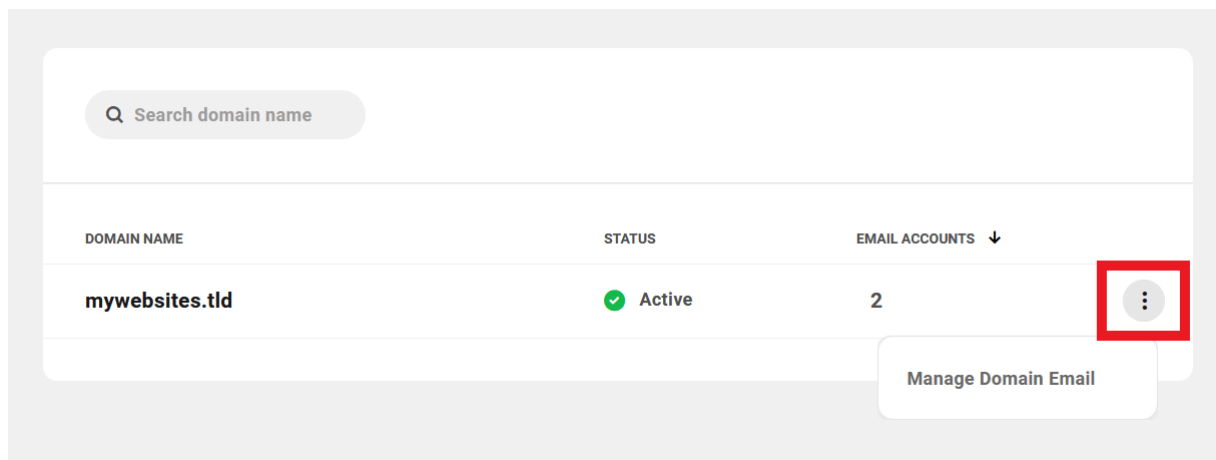 Search domain name
DOMAIN NAME STATUS EMAIL ACCOUNTS
mywebsites.tld Active 2
Manage Domain Email